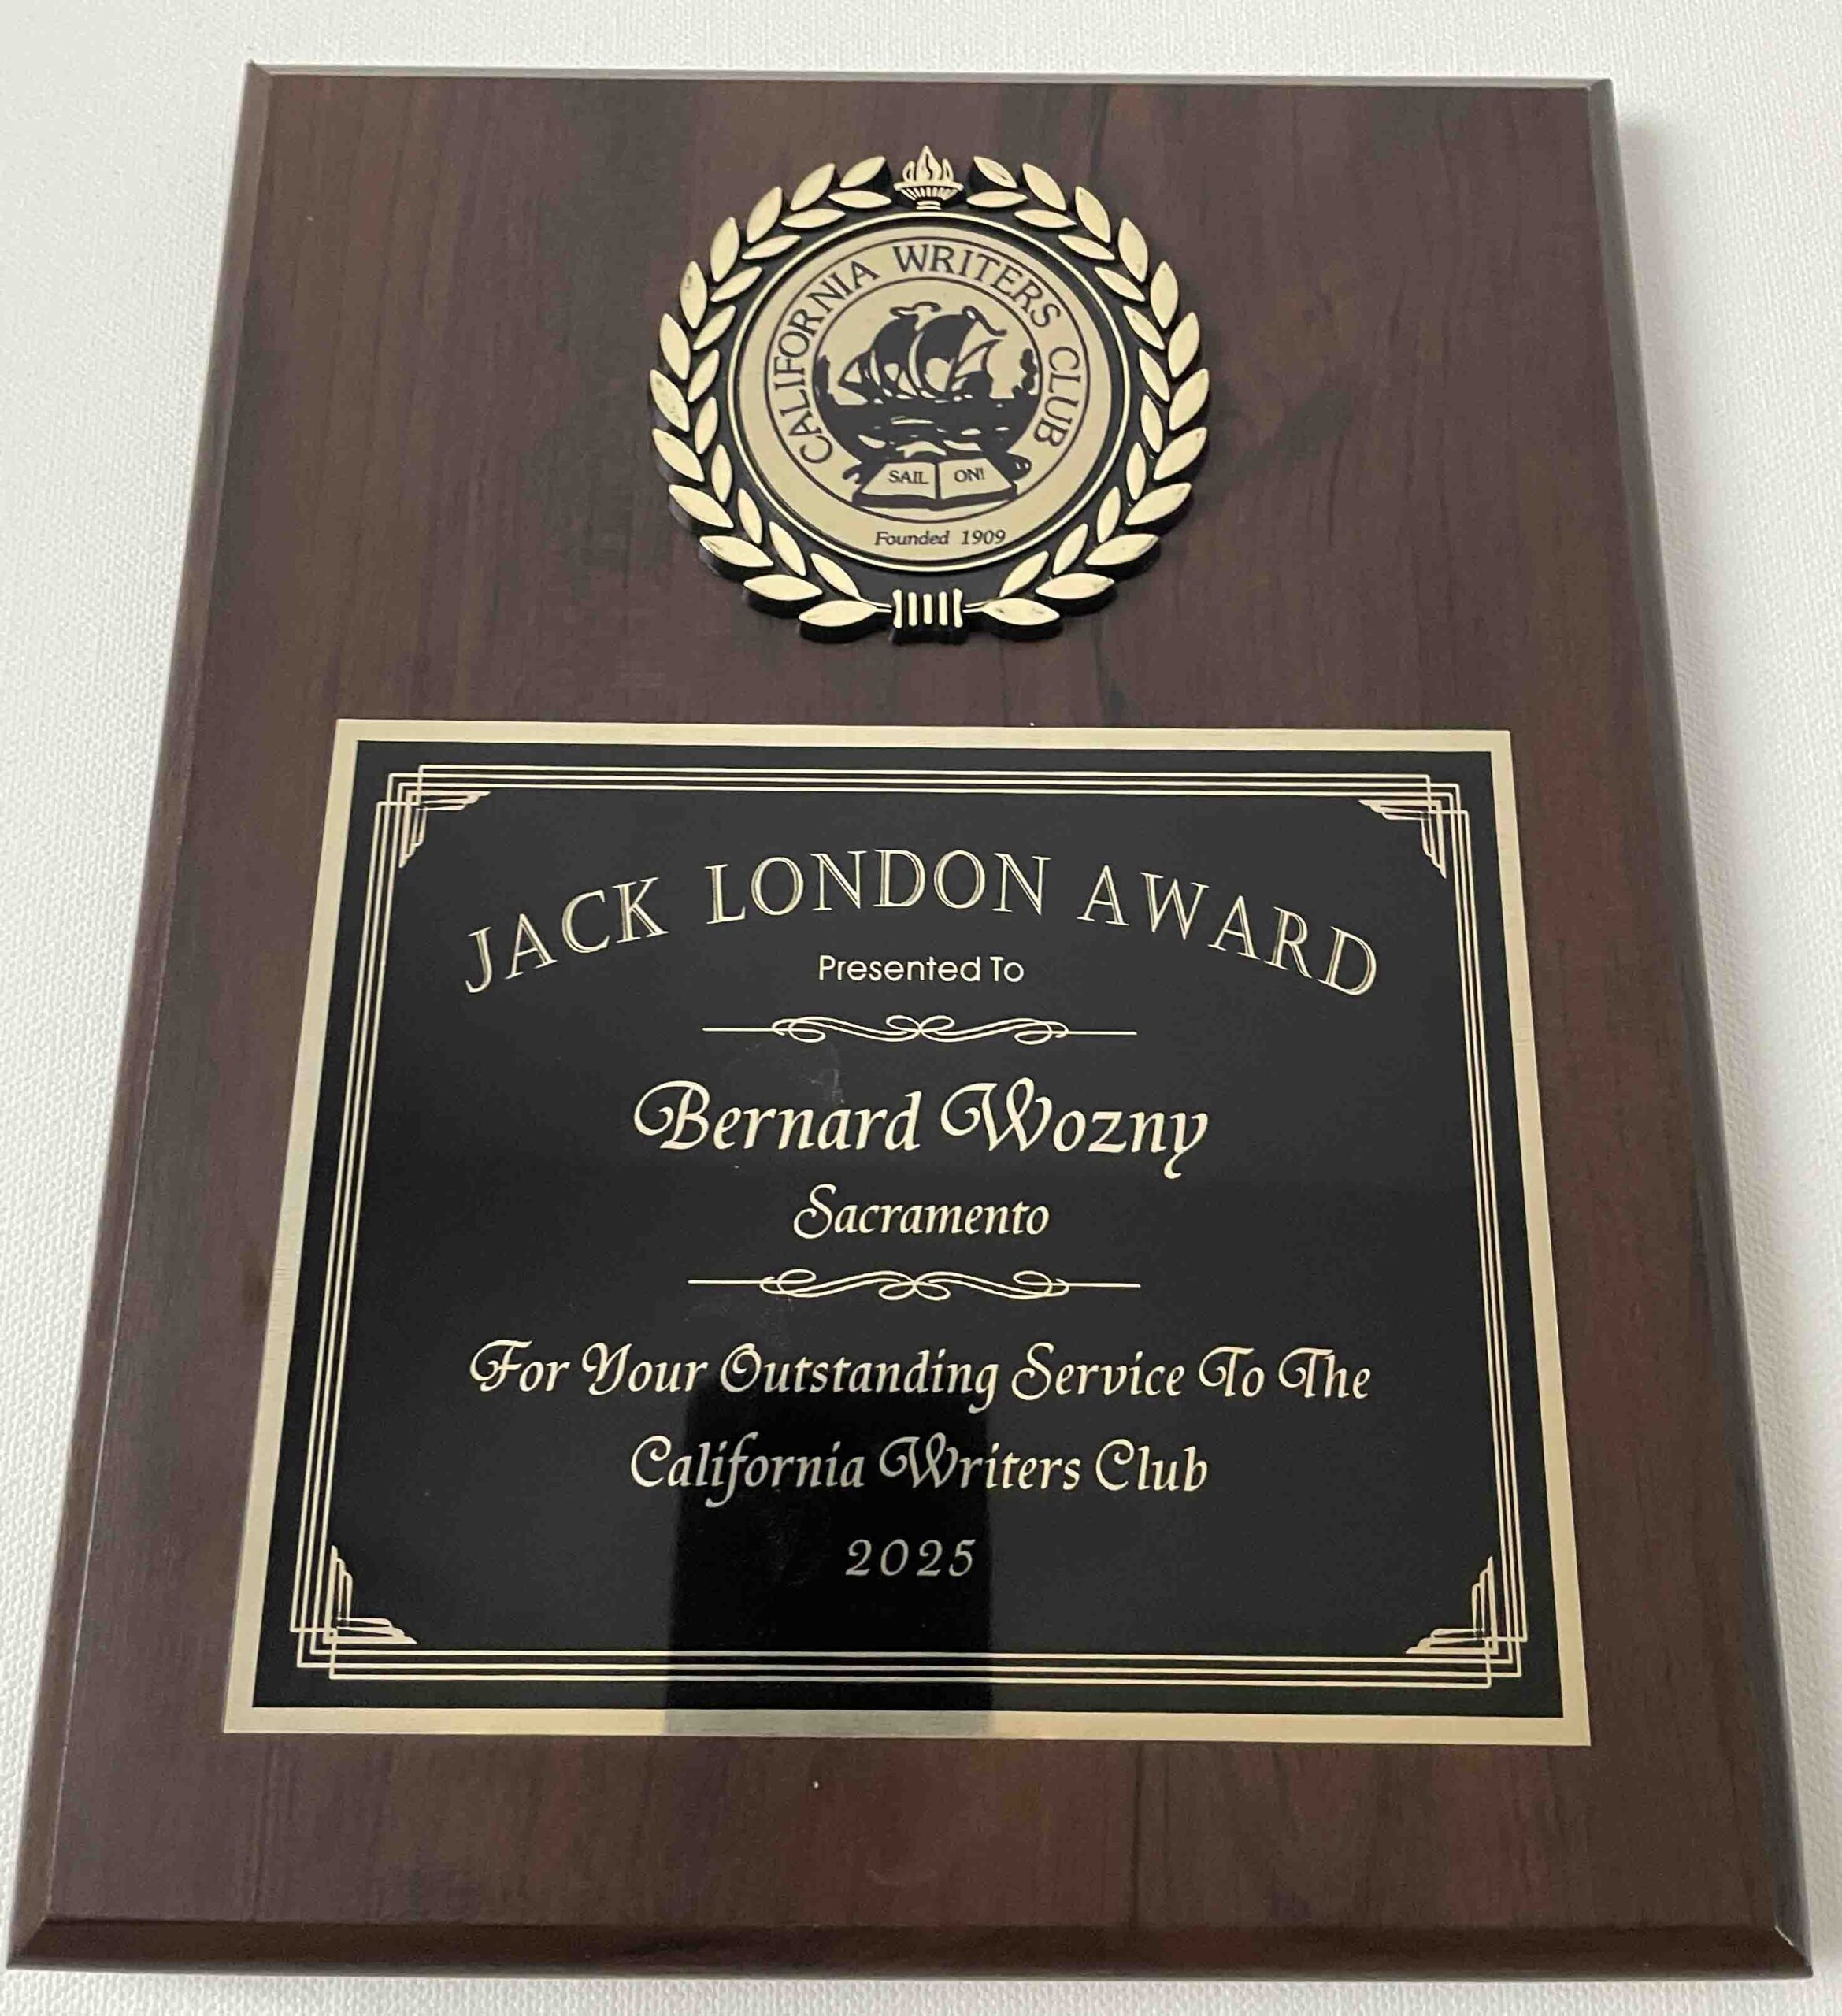 CALIFORNIA WRITERS CLUB
SAIL ON!
Founded 1909
JACK LONDON AWARD
Presented To
Bernard Wozny
Sacramento
For Your Outstanding Service To The
California Writers Club
2025